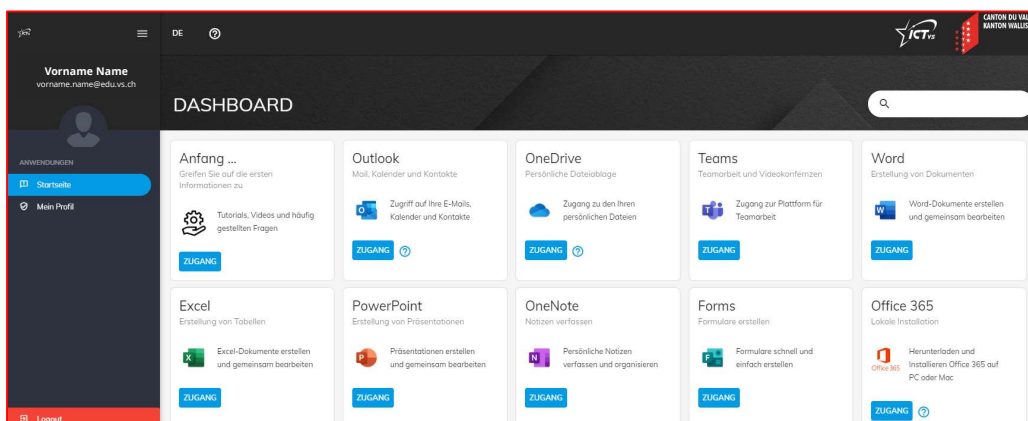 DE
ICT.vs
CANTON DU VAL
KANTON WALLIS
Vorname Name
vorname.name@edu.vs.ch
DASHBOARD
ANWENDUNGEN
Startseite
Mein Profil
Logout
Anfang ...
Greifen Sie auf die ersten
Informationen zu
Tutorials, Videos und häufig
gestellten Fragen
ZUGANG
Outlook
Mail, Kalender und Kontakte
Zugriff auf ihre E-Mails,
Kalender und Kontakte
ZUGANG
OneDrive
Persönliche Dateiablage
Zugang zu den Ihren
persönlichen Dateien
ZUGANG
Teams
Teamarbeit und Videokonfernzen
Zugang zur Plattform für
Teamarbeit
ZUGANG
Word
Erstellung von Dokumenten
Word-Dokumente erstellen
und gemeinsam bearbeiten
ZUGANG
Excel
Erstellung von Tabellen
Excel-Dokumente erstellen
und gemeinsam bearbeiten
ZUGANG
PowerPoint
Erstellung von Präsentationen
Präsentationen erstellen
und gemeinsam bearbeiten
ZUGANG
OneNote
Notizen verfassen
Persönliche Notizen
verfassen und organisieren
ZUGANG
Forms
Formulare erstellen
Formulare schnell und
einfach erstellen
ZUGANG
Office 365
Lokale Installation
Office 365
Herunterladen und
Installieren Office 365 auf
PC oder Mac
ZUGANG